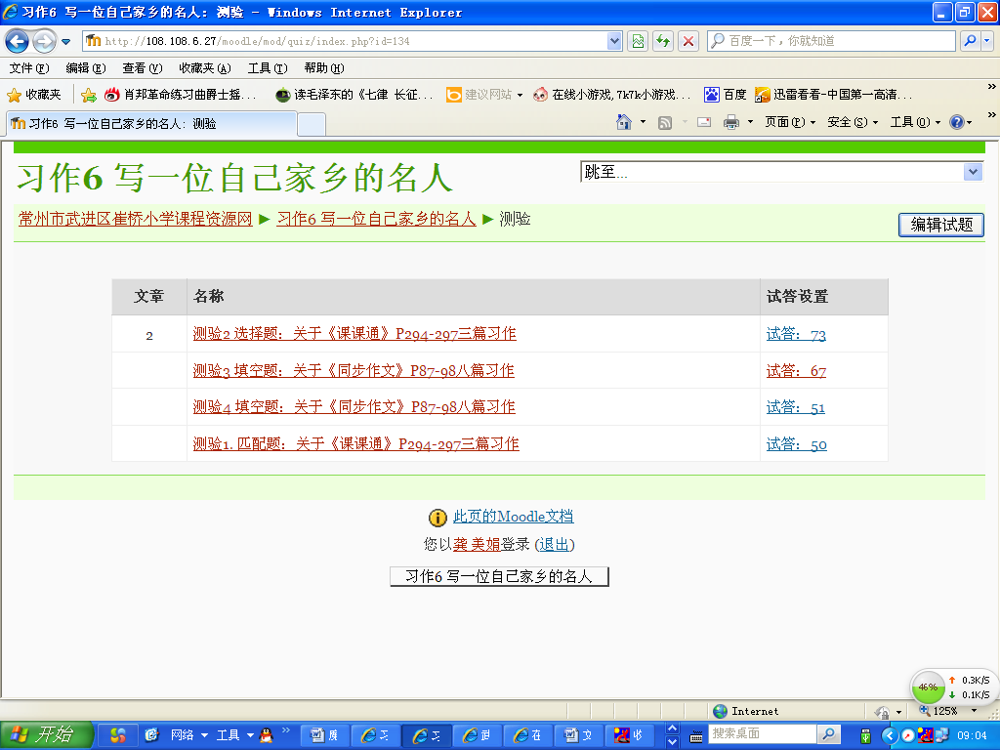 习作6 写一位自己家乡的名人: 测验 - Windows Internet Explorer
http://108.108.6.27/moodle/mod/quiz/index.php?id=134
百度一下,你就知道
文件(F) 编辑(E) 查看(V) 收藏夹(A) 工具(T) 帮助(H)
收藏夹 肖邦革命练习曲爵士摇... 读毛泽东的《七律 长征... 建议网站 在线小游戏,7k7k小游戏... 百度 迅雷看看-中国第一高清... »
习作6 写一位自己家乡的名人: 测验
页面(P) 安全(S) 工具(O) »
习作6 写一位自己家乡的名人
跳至...
常州市武进区崔桥小学课程资源网 ► 习作6 写一位自己家乡的名人 ► 测验
编辑试题
文章 名称 试答设置
2 测验2 选择题：关于《课课通》P294-297三篇习作 试答：73
测验3 填空题：关于《同步作文》P87-98八篇习作 试答：67
测验4 填空题：关于《同步作文》P87-98八篇习作 试答：51
测验1. 匹配题：关于《课课通》P294-297三篇习作 试答：50
此页的Moodle文档
您以龚 美娟登录 (退出)
习作6 写一位自己家乡的名人
46% 0.3K/S
0.1K/S
Internet 125%
开始 网络 工具 » 习 武 在 文 收 搜索桌面 09:04